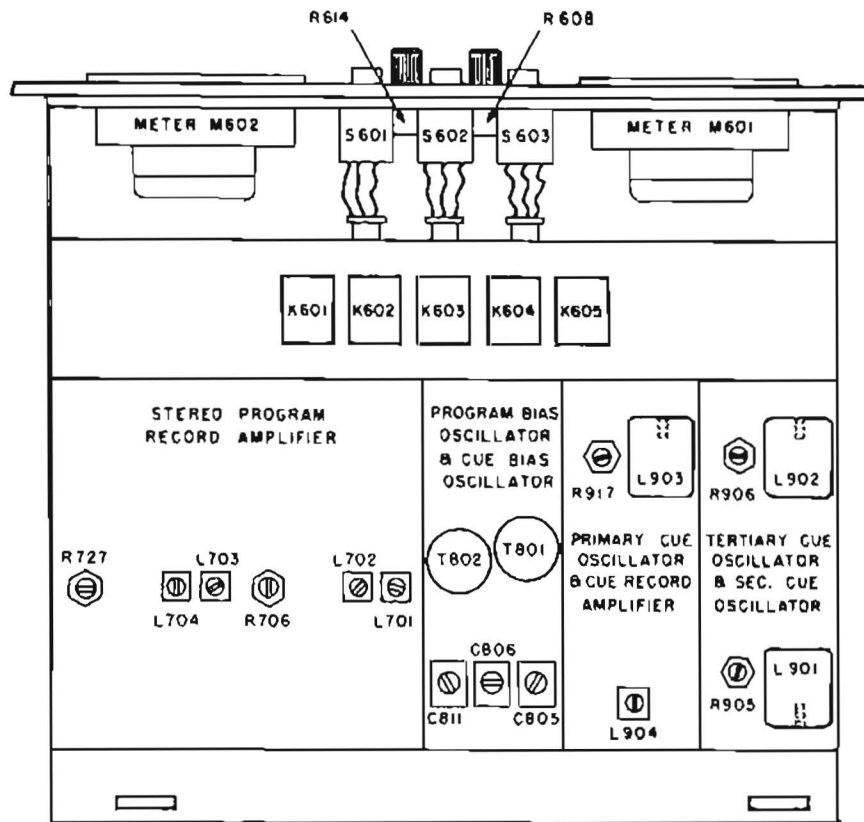 R614
R608
METER M602
S601
S602
S603
METER M601
K601
K602
K603
K604
K605
STEREO PROGRAM
RECORD AMPLIFIER
PROGRAM BIAS
OSCILLATOR
& CUE BIAS
OSCILLATOR
R917
L903
R906
L902
R727
L703
L704
R706
L702
L701
T802
T801
PRIMARY CUE
OSCILLATOR
& CUE RECORD
AMPLIFIER
TERTIARY CUE
OSCILLATOR
& SEC. CUE
OSCILLATOR
C806
C811
C805
L904
R905
L901